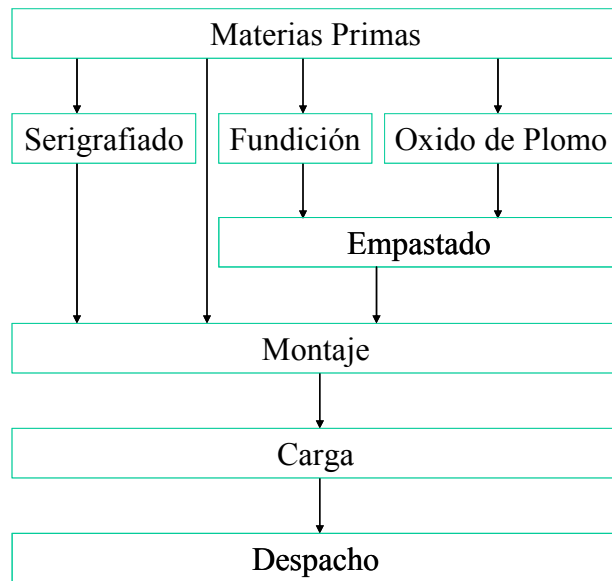 Materias Primas
Serigrafiado
Fundición
Oxido de Plomo
Empastado
Montaje
Carga
Despacho